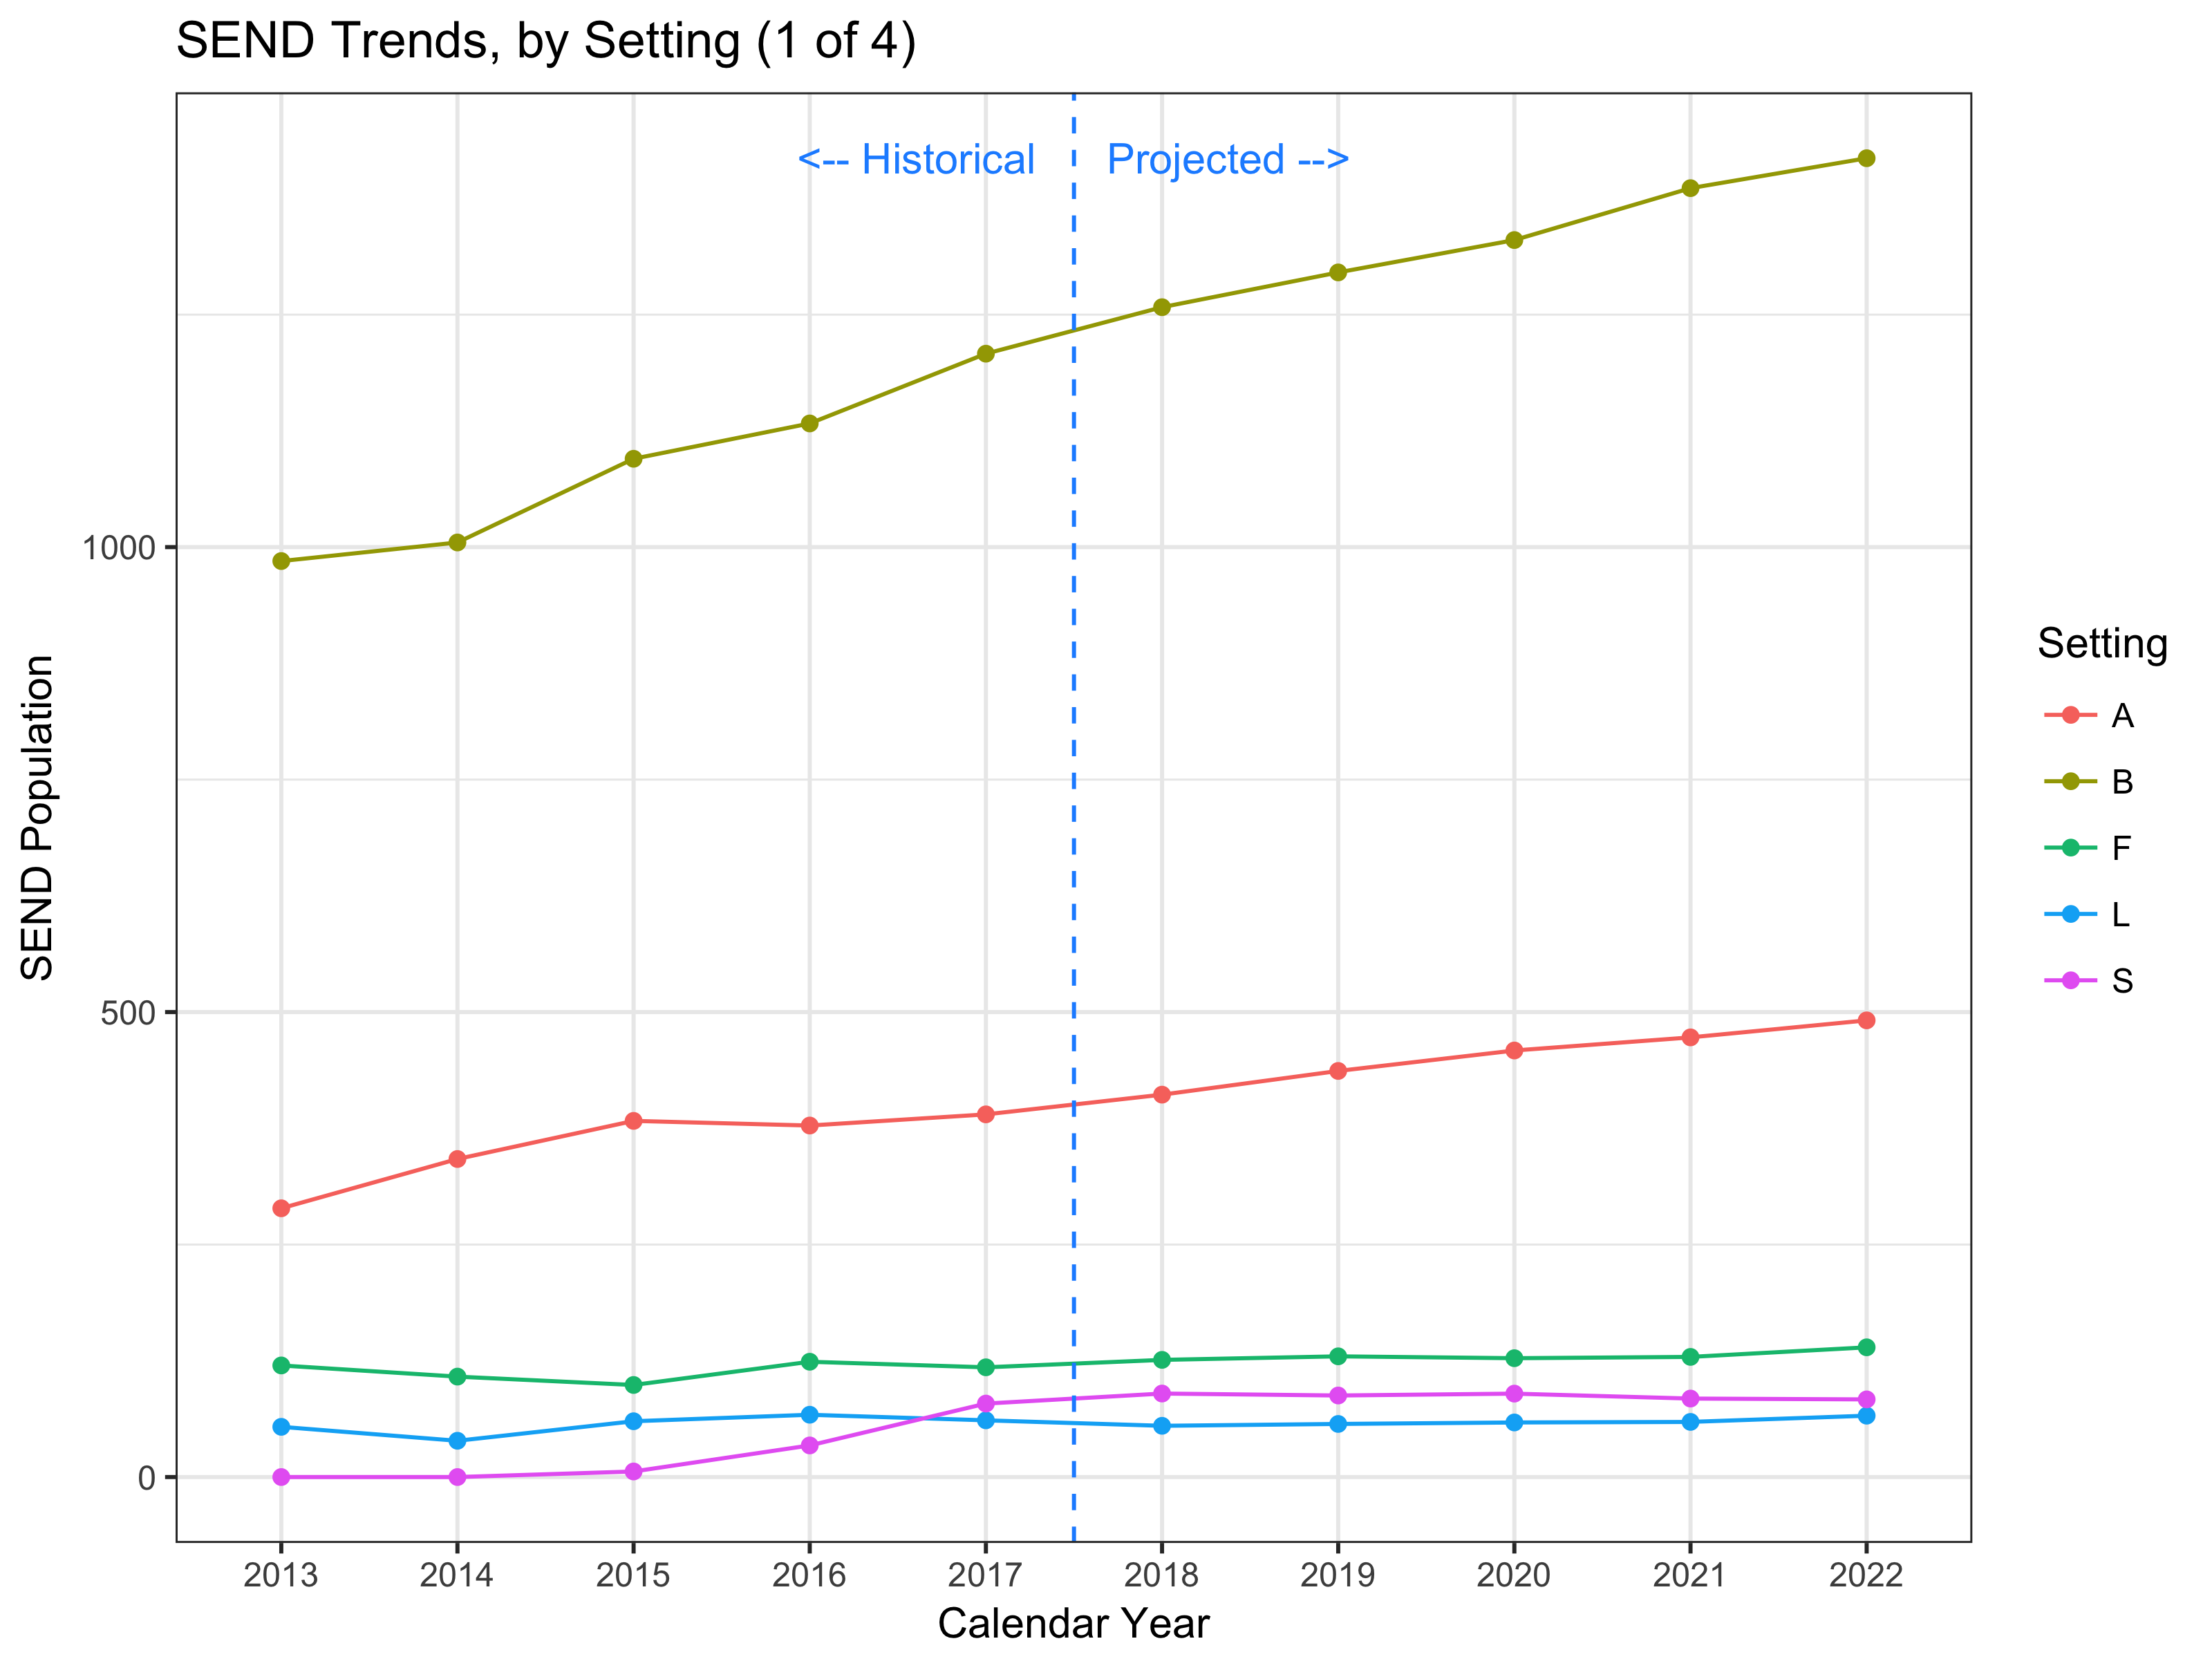 SEND Trends, by Setting (1 of 4)
<-- Historical
Projected -->
1000
500
0
SEND Population
2013 2014 2015 2016 2017 2018 2019 2020 2021 2022
Calendar Year
Setting
A
B
F
L
S